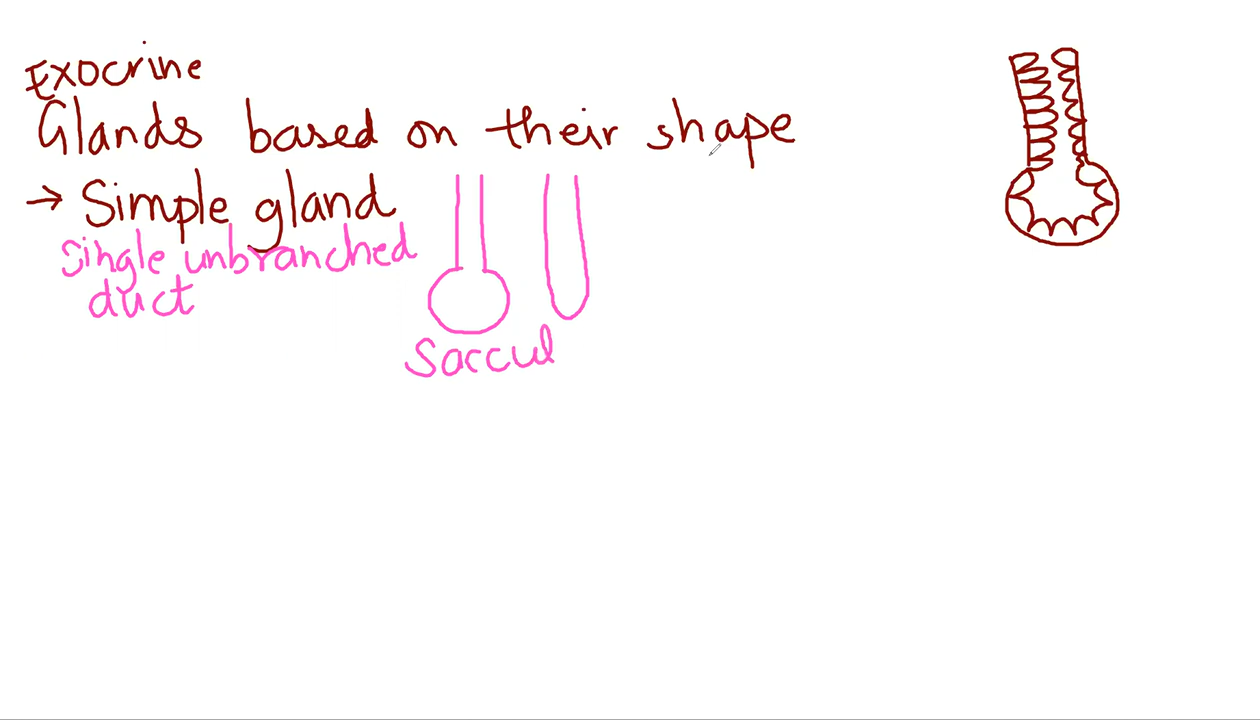 Exocrine
Glands based on their shape
→ Simple gland
Single unbranched
duct
Saccul